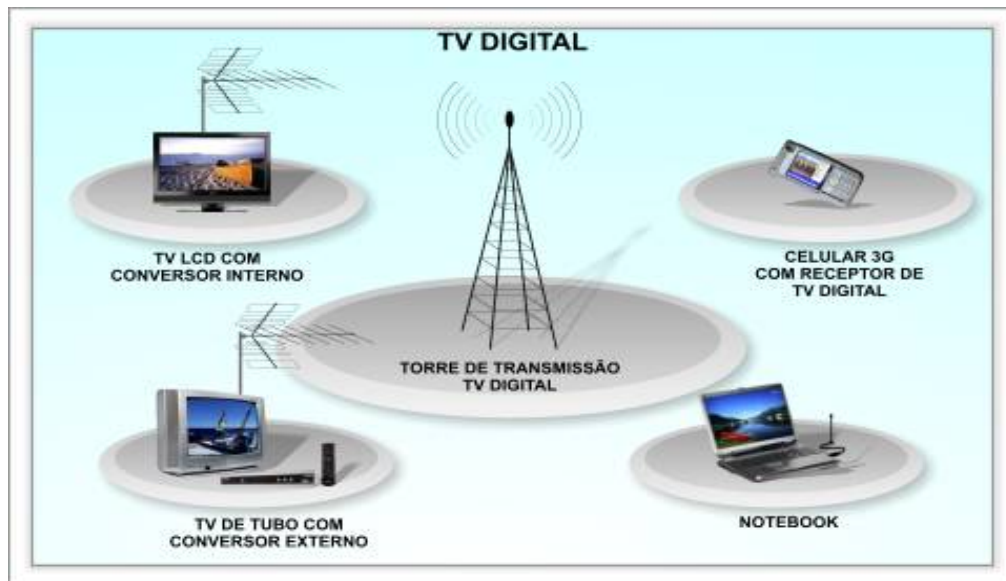 TV DIGITAL
TV LCD COM
CONVERSOR INTERNO
CELULAR 3G
COM RECEPTOR DE
TV DIGITAL
TORRE DE TRANSMISSÃO
TV DIGITAL
TV DE TUBO COM
CONVERSOR EXTERNO
NOTEBOOK